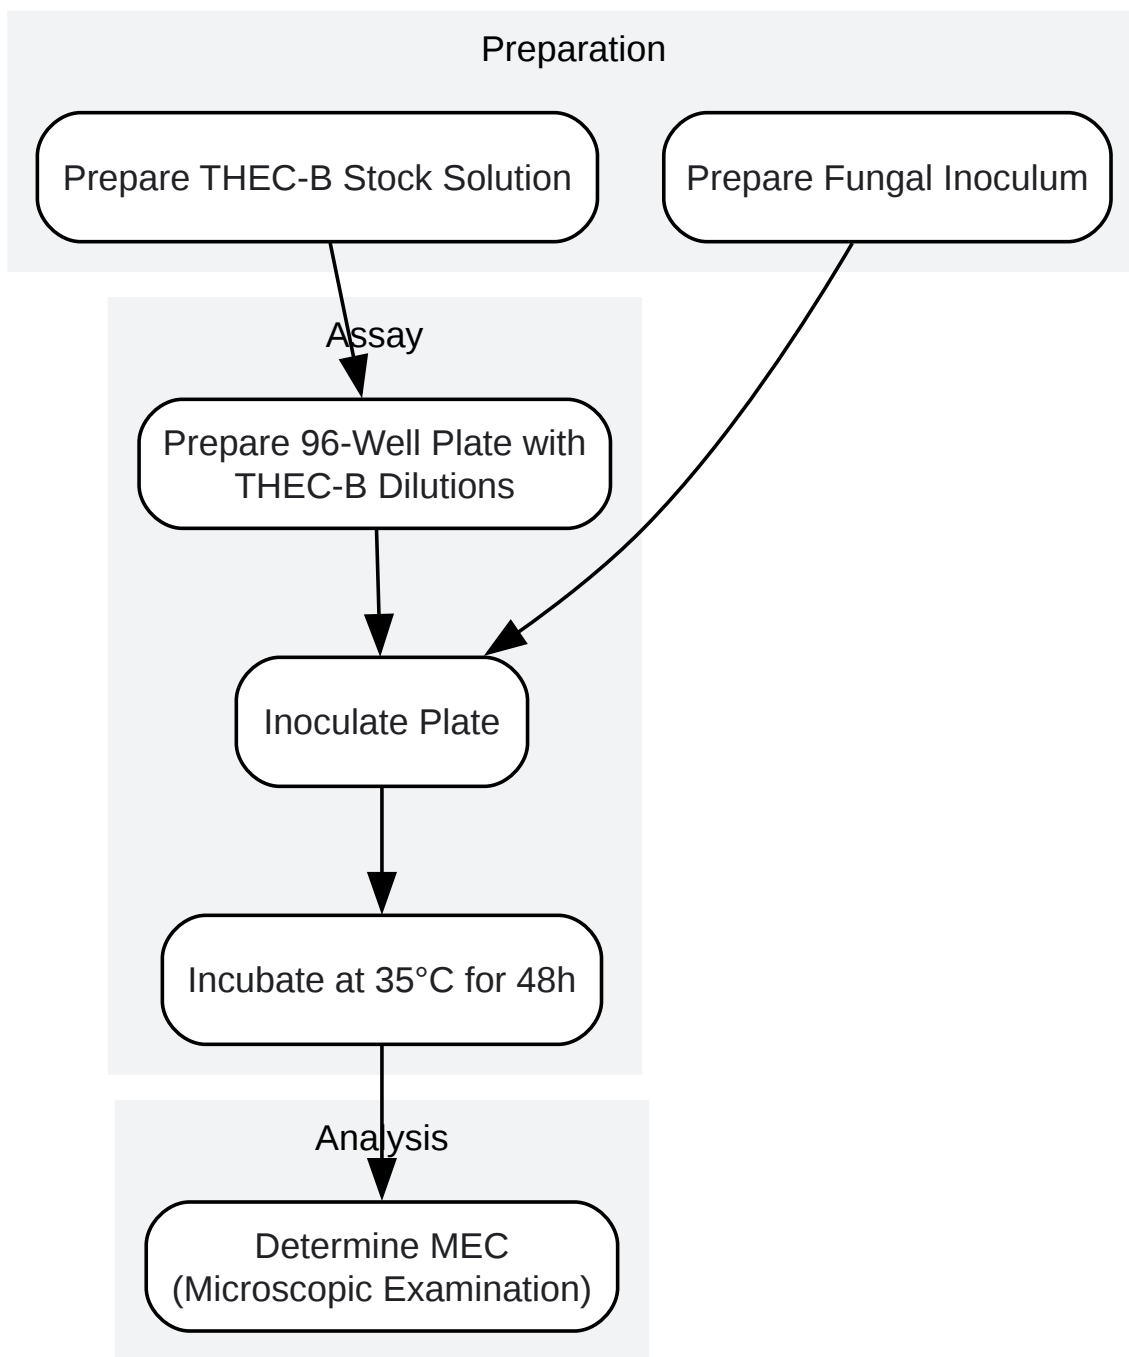 Preparation
Prepare THEC-B Stock Solution
Prepare Fungal Inoculum
Assay
Prepare 96-Well Plate with
THEC-B Dilutions
Inoculate Plate
Incubate at 35°C for 48h
Analysis
Determine MEC
(Microscopic Examination)